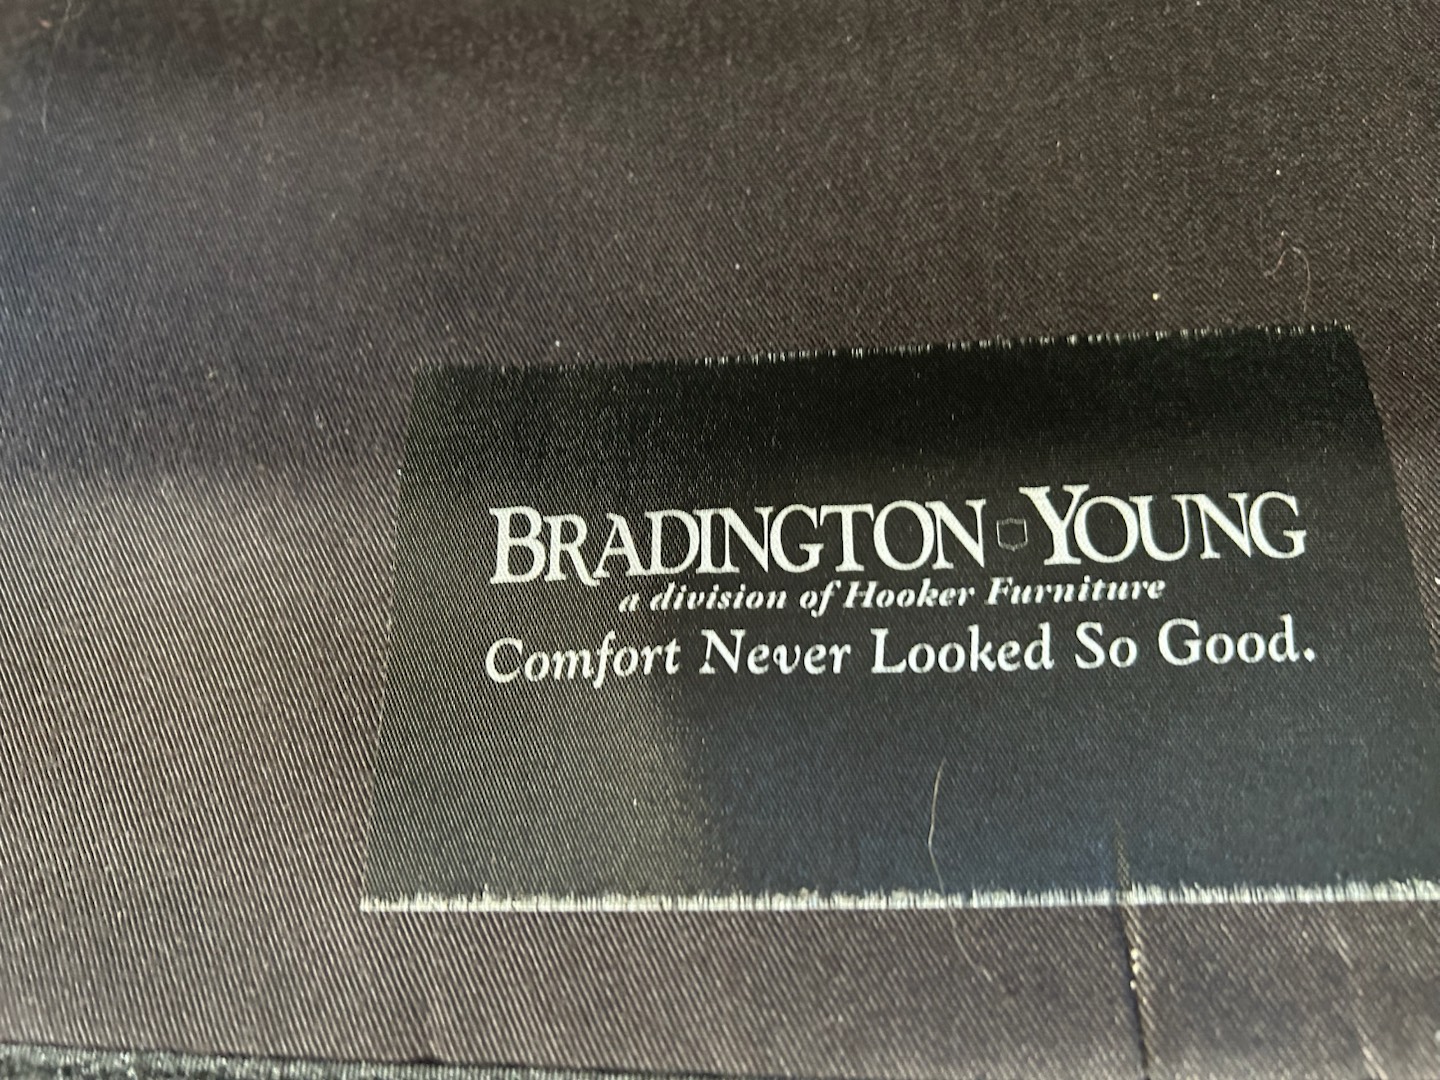 BRADINGTON YOUNG
a division of Hooker Furniture
Comfort Never Looked So Good.